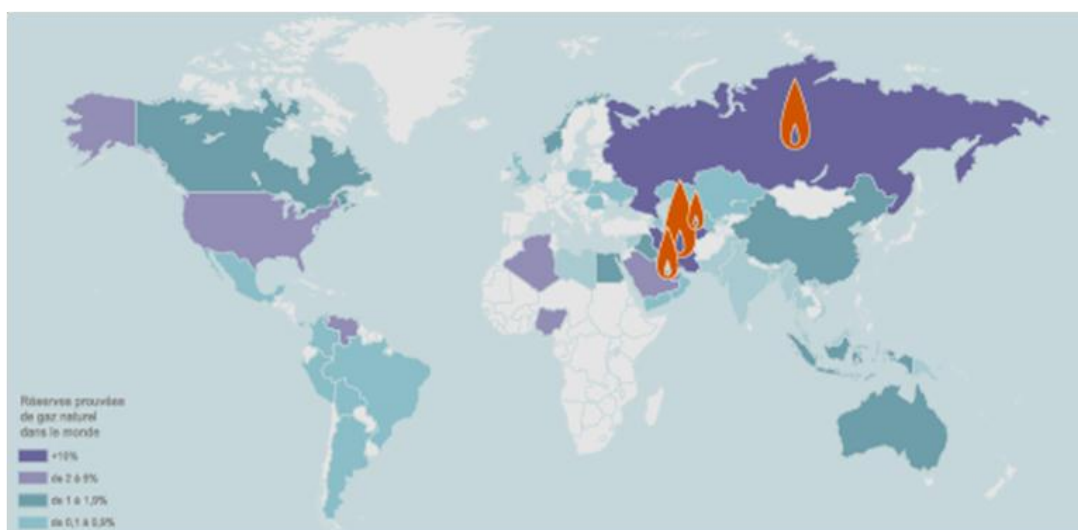 Réserves prouvées
de gaz naturel
dans le monde
+10%
de 2 à 9%
de 1 à 1,9%
de 0,1 à 0,9%